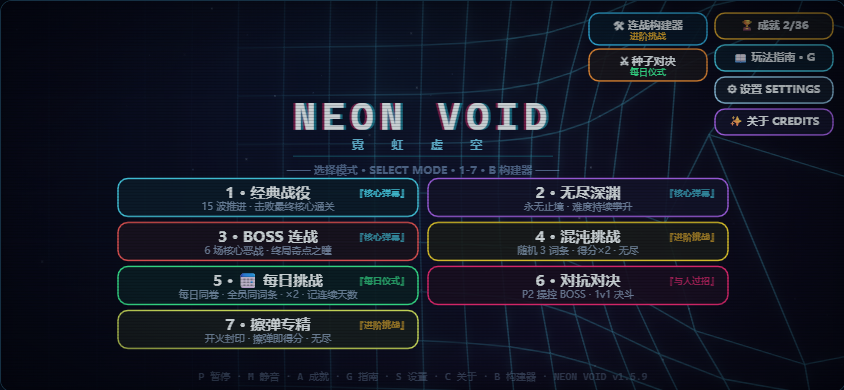 🛠 连战构建器
进阶挑战
🏆 成就 2/36
⚔ 种子对决
每日仪式
玩法指南 · G
⚙ 设置 SETTINGS
✨ 关于 CREDITS
NEON VOID
霓 虹 虚 空
选择模式 · SELECT MODE · 1-7 · B 构建器
1 · 经典战役 『核心弹幕』
15 波推进 · 击败最终核心通关
2 · 无尽深渊 『核心弹幕』
永无止境 · 难度持续攀升
3 · BOSS 连战 『核心弹幕』
6 场核心恶战 · 终局奇点之瞳
4 · 混沌挑战 『进阶挑战』
随机 3 词条 · 得分×2 · 无尽
5 · 📅 每日挑战 『每日仪式』
每日同卷 · 全员同词条 · ×2 · 记连续天数
6 · 对抗对决 『与人过招』
P2 操控 BOSS · 1v1 决斗
7 · 擦弹专精 『进阶挑战』
开火封印 · 擦弹即得分 · 无尽
P 暂停 · M 静音 · A 成就 · G 指南 · S 设置 · C 关于 · B 构建器 · NEON VOID v1.6.9